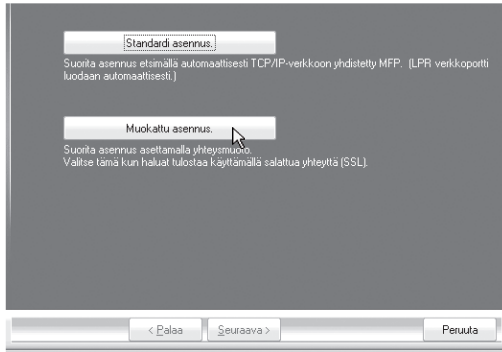 Standardi asennus.
Suorita asennus etsimällä automaattisesti TCP/IP-verkkoon yhdistetty MFP. (LPR verkkoportti
luodaan automaattisesti.)
Muokattu asennus.
Suorita asennus asettamalla yhteysmuoto.
Valitse tämä kun haluat tulostaa käyttämällä salattua yhteyttä (SSL).
< Palaa Seuraava > Peruuta